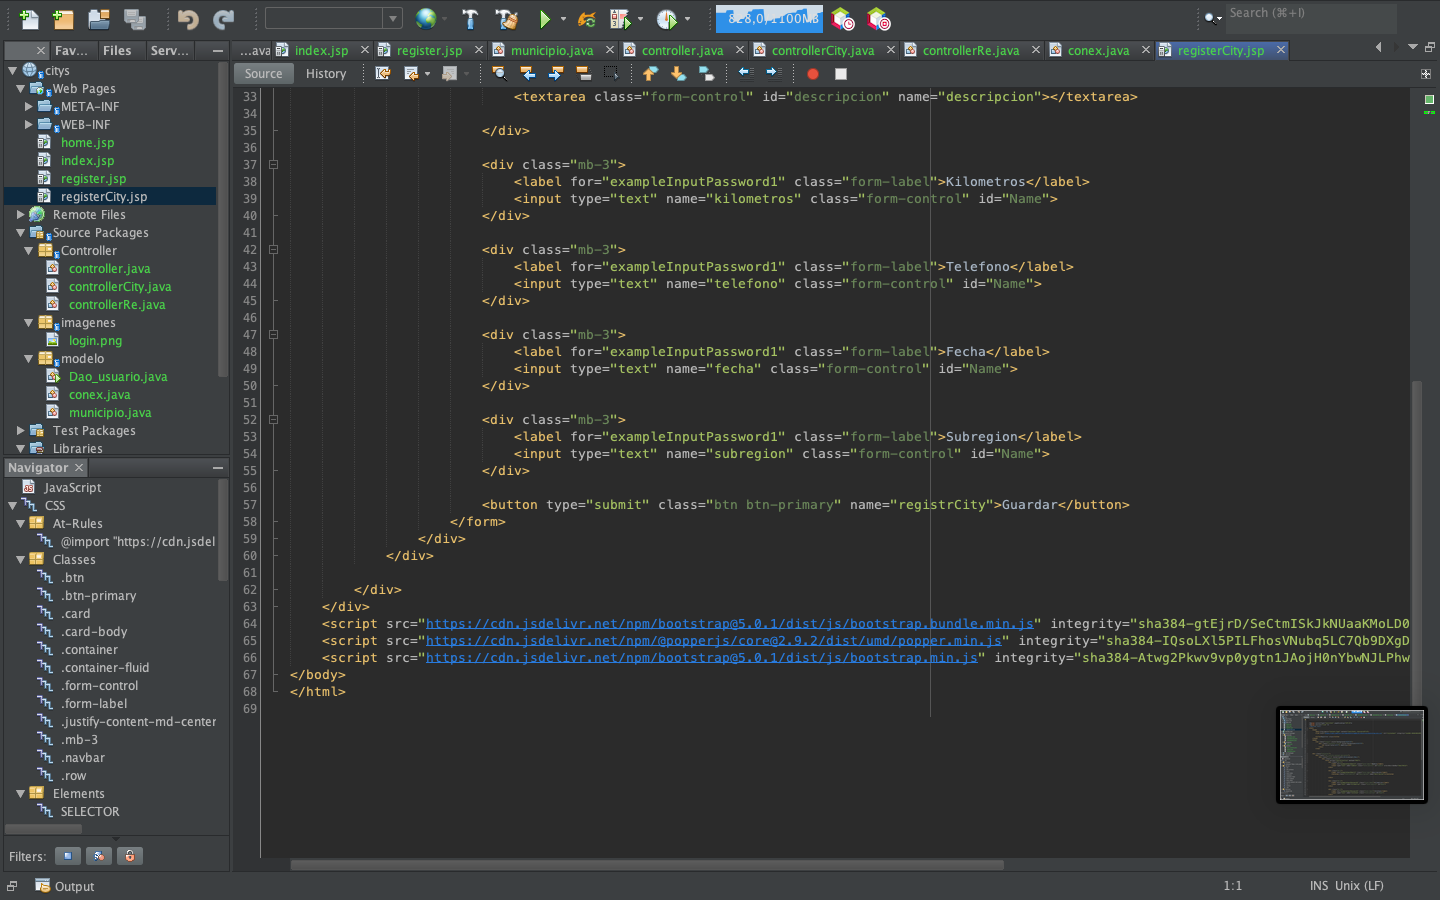 828,0/1100MB
Search (⌘+I)
Fav...
Files
Serv...
...ava
index.jsp
register.jsp
municipio.java
controller.java
controllerCity.java
controllerRe.java
conex.java
registerCity.jsp
Source
History
citys
Web Pages
META-INF
WEB-INF
home.jsp
index.jsp
register.jsp
registerCity.jsp
Remote Files
Source Packages
Controller
controller.java
controllerCity.java
controllerRe.java
imagenes
login.png
modelo
Dao_usuario.java
conex.java
municipio.java
Test Packages
Libraries
Navigator
JavaScript
CSS
At-Rules
@import "https://cdn.jsdel
Classes
.btn
.btn-primary
.card
.card-body
.container
.container-fluid
.form-control
.form-label
.justify-content-md-center
.mb-3
.navbar
.row
Elements
SELECTOR
Filters:
33 <textarea class="form-control" id="descripcion" name="descripcion"></textarea>
34
35 </div>
36
37 <div class="mb-3">
38 <label for="exampleInputPassword1" class="form-label">Kilometros</label>
39 <input type="text" name="kilometros" class="form-control" id="Name">
40 </div>
41
42 <div class="mb-3">
43 <label for="exampleInputPassword1" class="form-label">Telefono</label>
44 <input type="text" name="telefono" class="form-control" id="Name">
45 </div>
46
47 <div class="mb-3">
48 <label for="exampleInputPassword1" class="form-label">Fecha</label>
49 <input type="text" name="fecha" class="form-control" id="Name">
50 </div>
51
52 <div class="mb-3">
53 <label for="exampleInputPassword1" class="form-label">Subregion</label>
54 <input type="text" name="subregion" class="form-control" id="Name">
55 </div>
56
57 <button type="submit" class="btn btn-primary" name="registrCity">Guardar</button>
58 </form>
59 </div>
60 </div>
61
62 </div>
63 </div>
64 <script src="https://cdn.jsdelivr.net/npm/bootstrap@5.0.1/dist/js/bootstrap.bundle.min.js" integrity="sha384-gtEjrD/SeCtmISkJkNUaaKMoLD0
65 <script src="https://cdn.jsdelivr.net/npm/@popperjs/core@2.9.2/dist/umd/popper.min.js" integrity="sha384-IQsoLXl5PILFhosVNubq5LC7Qb9DXgD
66 <script src="https://cdn.jsdelivr.net/npm/bootstrap@5.0.1/dist/js/bootstrap.min.js" integrity="sha384-Atwg2Pkwv9vp0ygtn1JAojH0nYbwNJLPhw
67 </body>
68 </html>
69
Output
1:1
INS Unix (LF)